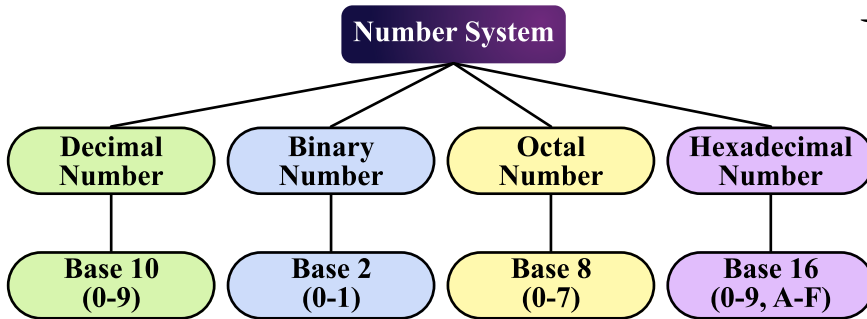 Number System
Decimal
Number
Binary
Number
Octal
Number
Hexadecimal
Number
Base 10
(0-9)
Base 2
(0-1)
Base 8
(0-7)
Base 16
(0-9, A-F)